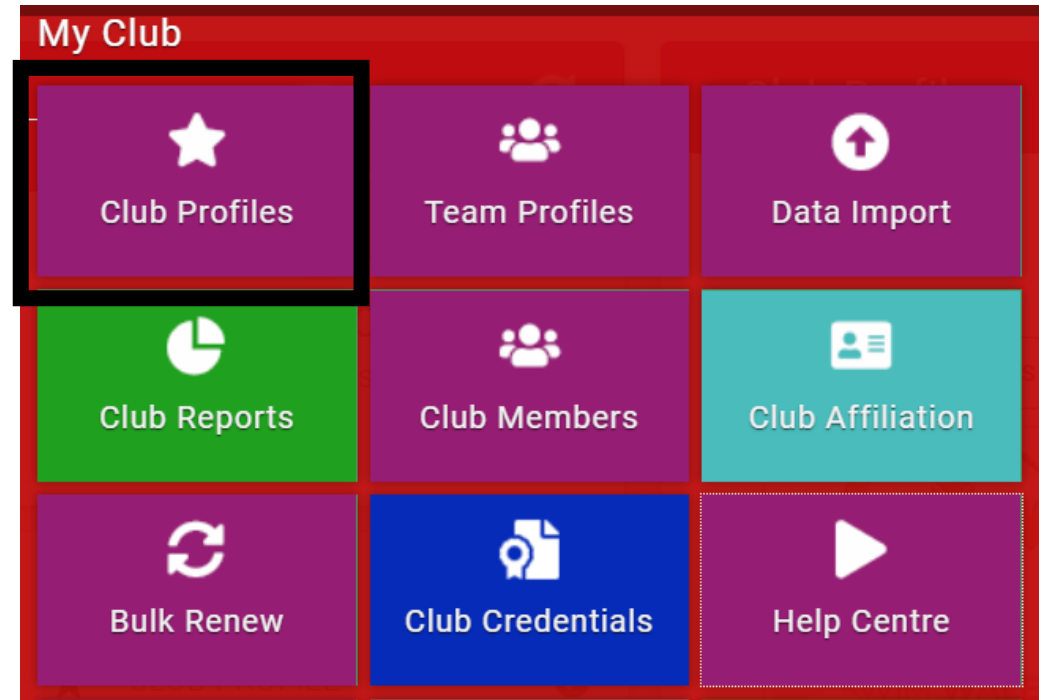 My Club
Club Profiles
Team Profiles
Data Import
Club Reports
Club Members
Club Affiliation
Bulk Renew
Club Credentials
Help Centre